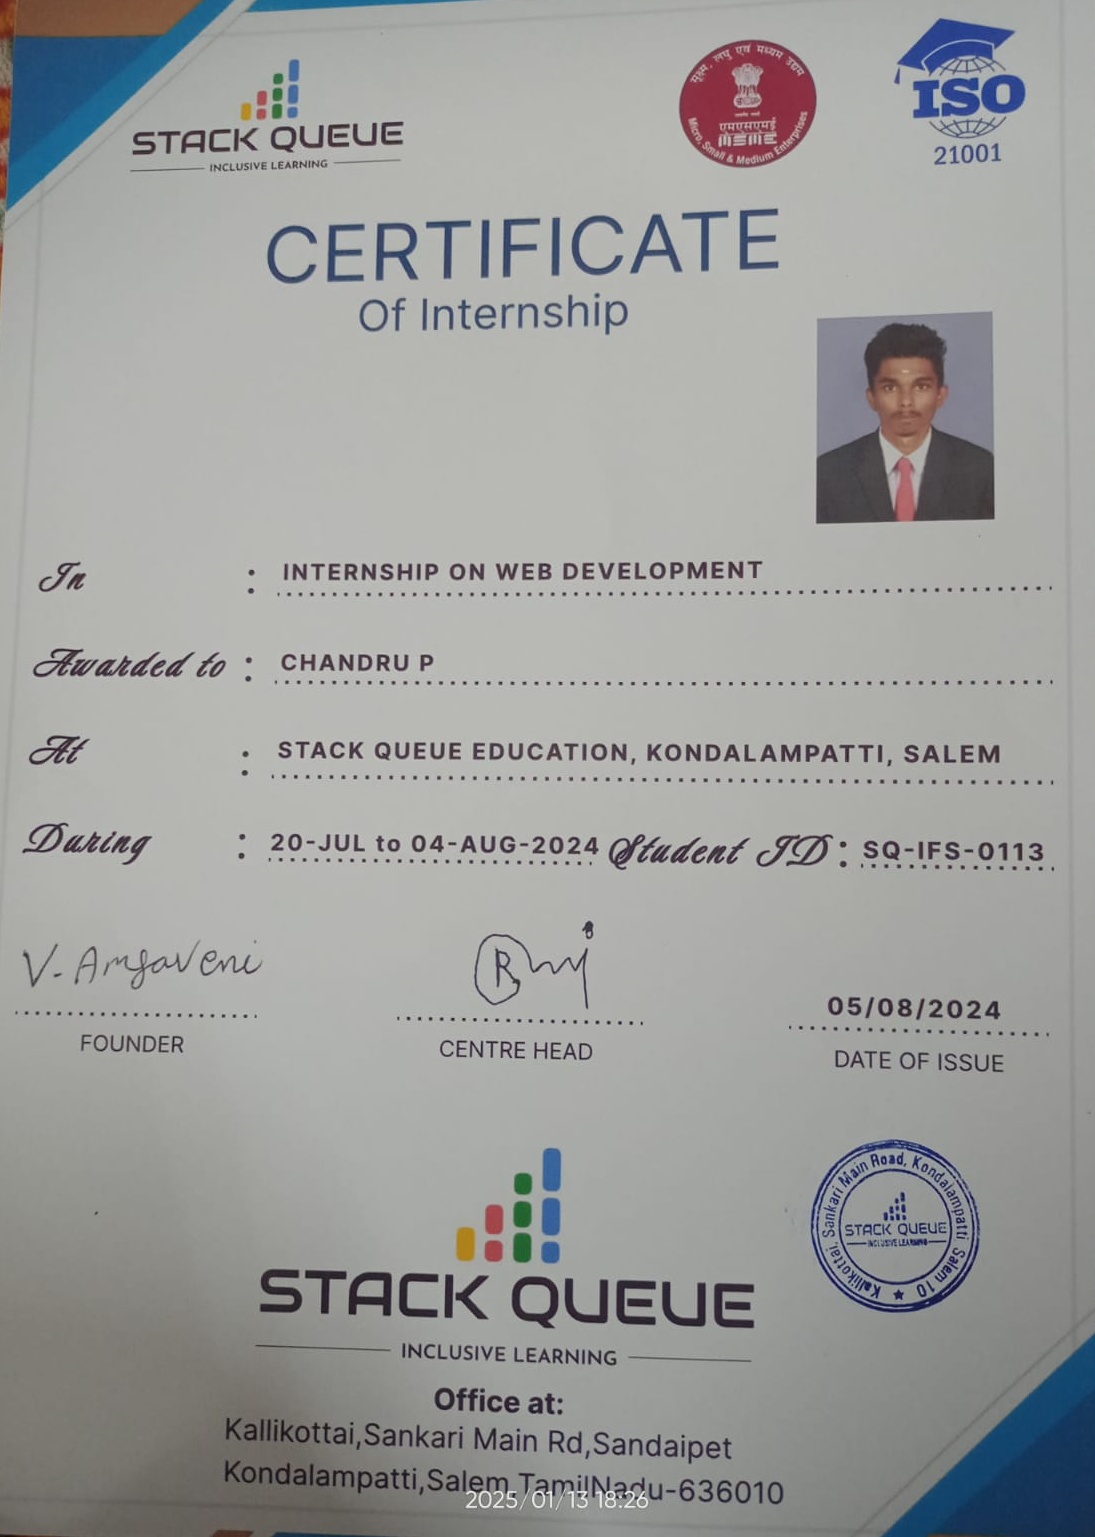 STACK QUEUE
INCLUSIVE LEARNING
सूक्ष्म, लघु एवं मध्यम उद्यम
एमएसएमई
MSME
Micro, Small & Medium Enterprises
ISO
21001
CERTIFICATE
Of Internship
In : INTERNSHIP ON WEB DEVELOPMENT
Awarded to : CHANDRU P
At : STACK QUEUE EDUCATION, KONDALAMPATTI, SALEM
During : 20-JUL to 04-AUG-2024 Student ID : SQ-IFS-0113
V.
05/08/2024
FOUNDER
CENTRE HEAD
DATE OF ISSUE
Kallikottai, Sankari Main Road, Kondalampatti Salem 10
STACK QUEUE
INCLUSIVE LEARNING
STACK QUEUE
INCLUSIVE LEARNING
Office at:
Kallikottai,Sankari Main Rd,Sandaipet
Kondalampatti,Salem,TamilNadu-636010
2025/01/13 18:26